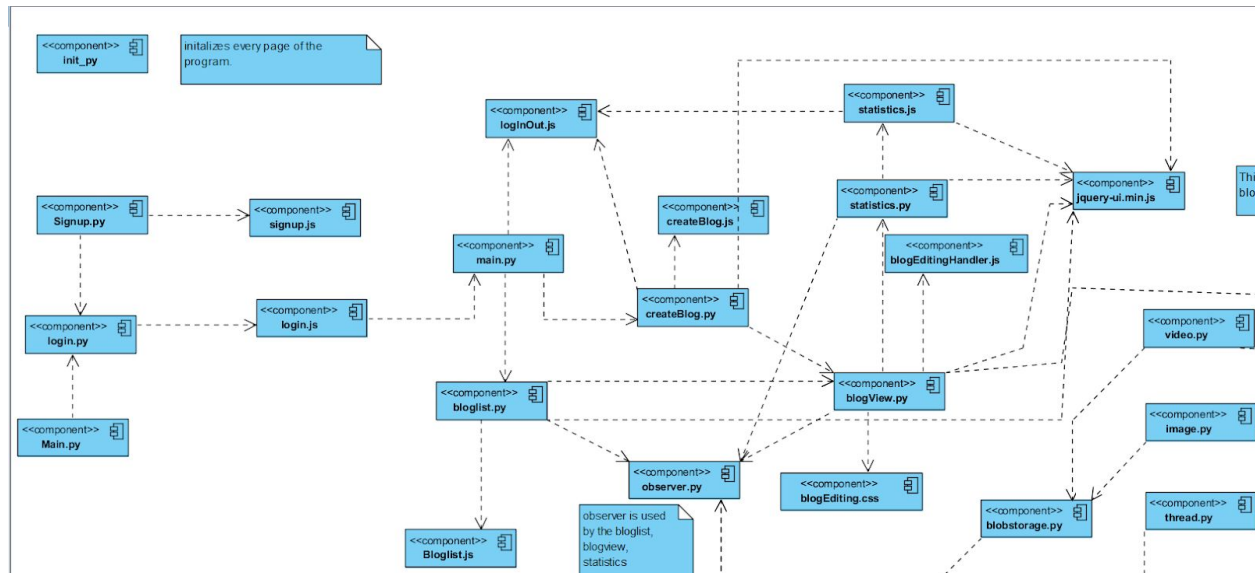 <<component>>
init_py
initalizes every page of the
program.
<<component>>
logInOut.js
<<component>>
statistics.js
<<component>>
Signup.py
<<component>>
signup.js
<<component>>
createBlog.js
<<component>>
statistics.py
<<component>>
jquery-ui.min.js
Thi
blo
<<component>>
main.py
<<component>>
blogEditingHandler.js
<<component>>
login.py
<<component>>
login.js
<<component>>
createBlog.py
<<component>>
video.py
<<component>>
bloglist.py
<<component>>
blogView.py
<<component>>
Main.py
<<component>>
image.py
<<component>>
observer.py
<<component>>
blogEditing.css
<<component>>
blobstorage.py
<<component>>
thread.py
<<component>>
Bloglist.js
observer is used
by the bloglist,
blogview,
statistics